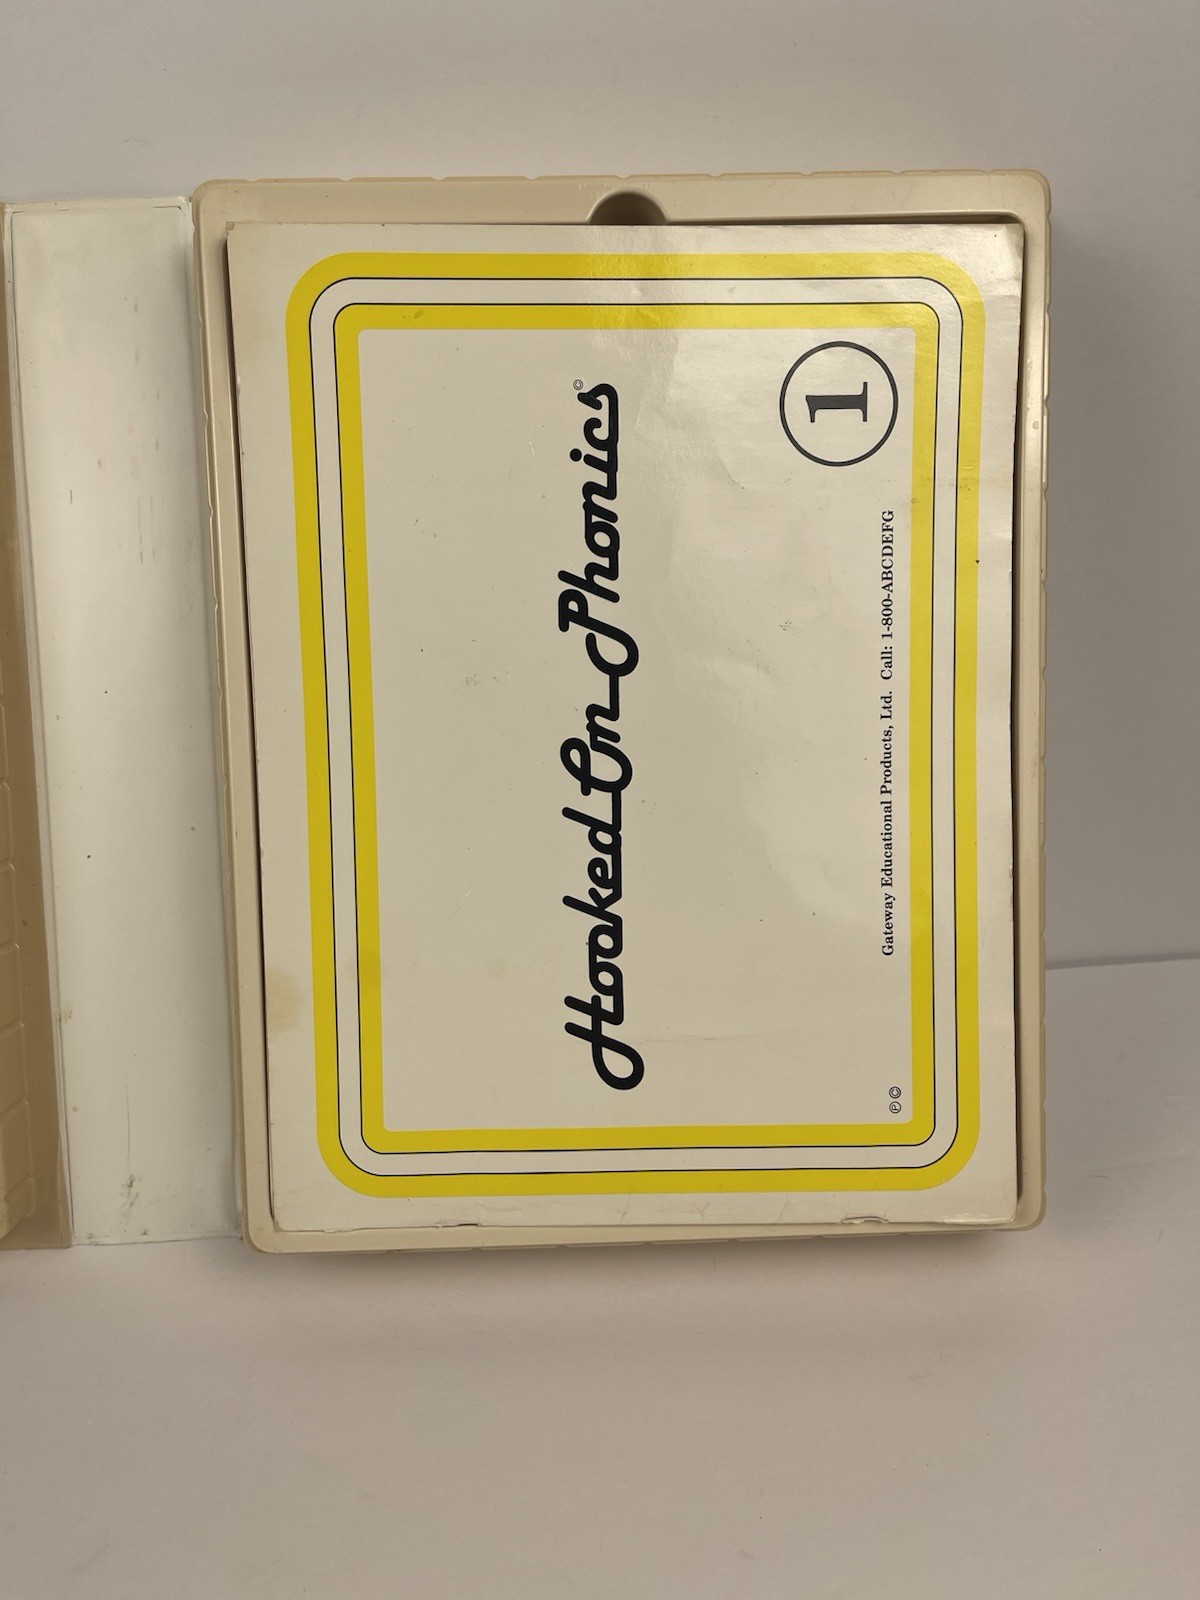 1
Hooked On Phonics©
Gateway Educational Products, Ltd. Call: 1-800-ABCDEFG
℗ ©